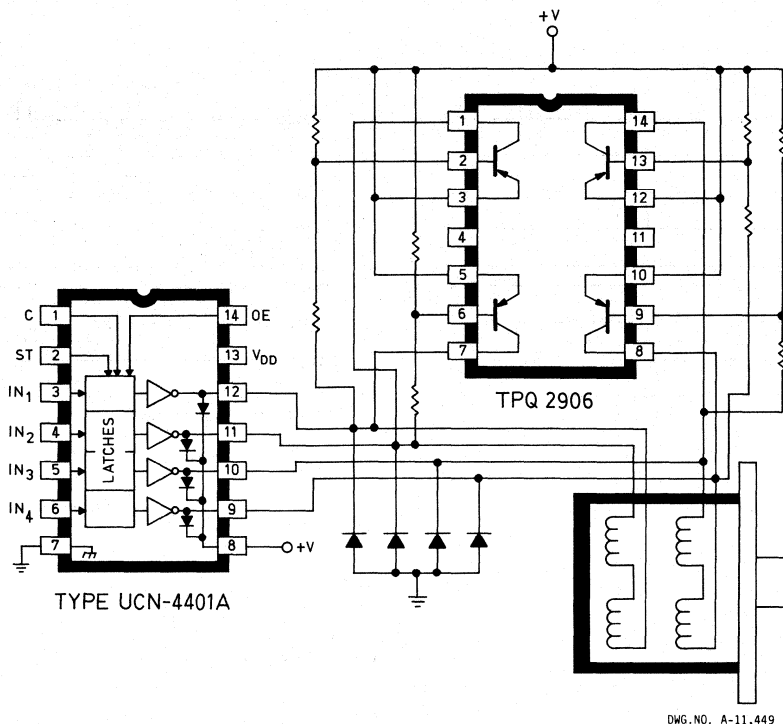 +V
1
14
2
13
3
12
4
11
5
10
6
9
7
8
TPQ 2906
C 1
14 OE
ST 2
13 VDD
IN1 3
12
IN2 4
11
IN3 5
10
IN4 6
9
7
8 +V
LATCHES
TYPE UCN-4401A
DWG.NO. A-11.449